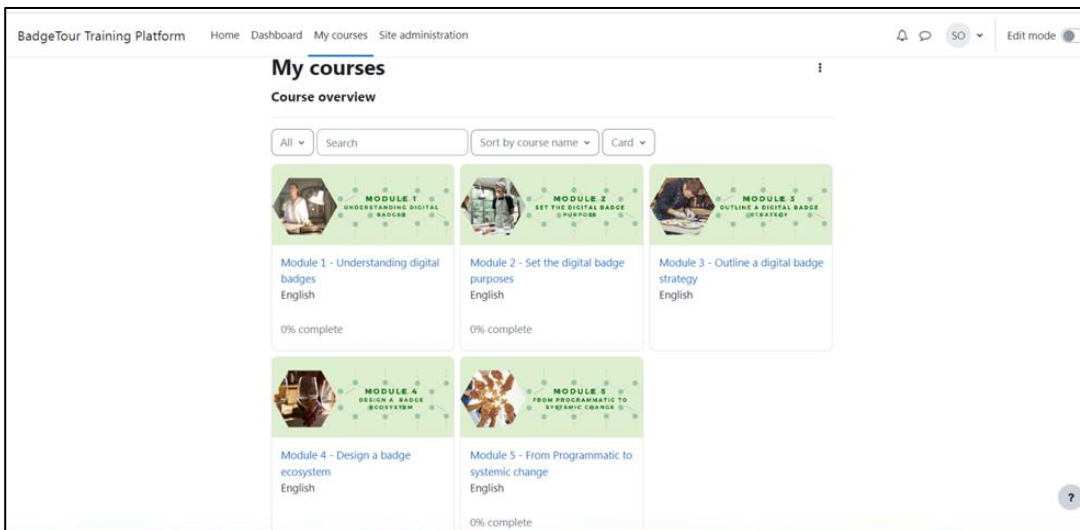 BadgeTour Training Platform Home Dashboard My courses Site administration SO Edit mode
My courses
Course overview
All Search Sort by course name Card
MODULE 1
UNDERSTANDING DIGITAL
BADGES
MODULE 2
SET THE DIGITAL BADGE
PURPOSE
MODULE 3
OUTLINE A DIGITAL BADGE
STRATEGY
Module 1 - Understanding digital
badges
English
0% complete
Module 2 - Set the digital badge
purposes
English
0% complete
Module 3 - Outline a digital badge
strategy
English
MODULE 4
DESIGN A BADGE
ECOSYSTEM
MODULE 5
FROM PROGRAMMATIC TO
SYSTEMIC CHANGE
Module 4 - Design a badge
ecosystem
English
Module 5 - From Programmatic to
systemic change
English
0% complete
?